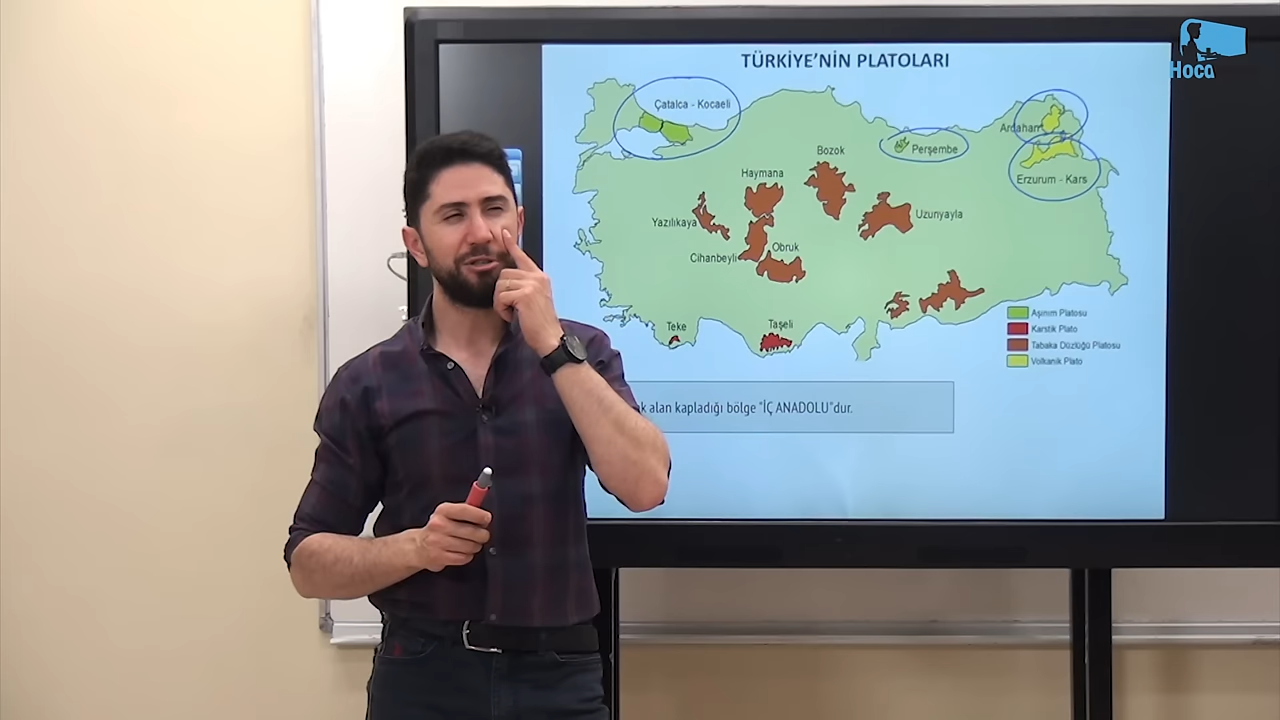 Hoca
TÜRKİYE'NİN PLATOLARI
Çatalca - Kocaeli
Ardahan
Perşembe
Erzurum - Kars
Bozok
Haymana
Yazılıkaya
Uzunyayla
Cihanbeyli
Obruk
Teke
Taşeli
Aşınım Platosu
Karstik Plato
Tabaka Düzlüğü Platosu
Volkanik Plato
alan kapladığı bölge "İÇ ANADOLU"dur.